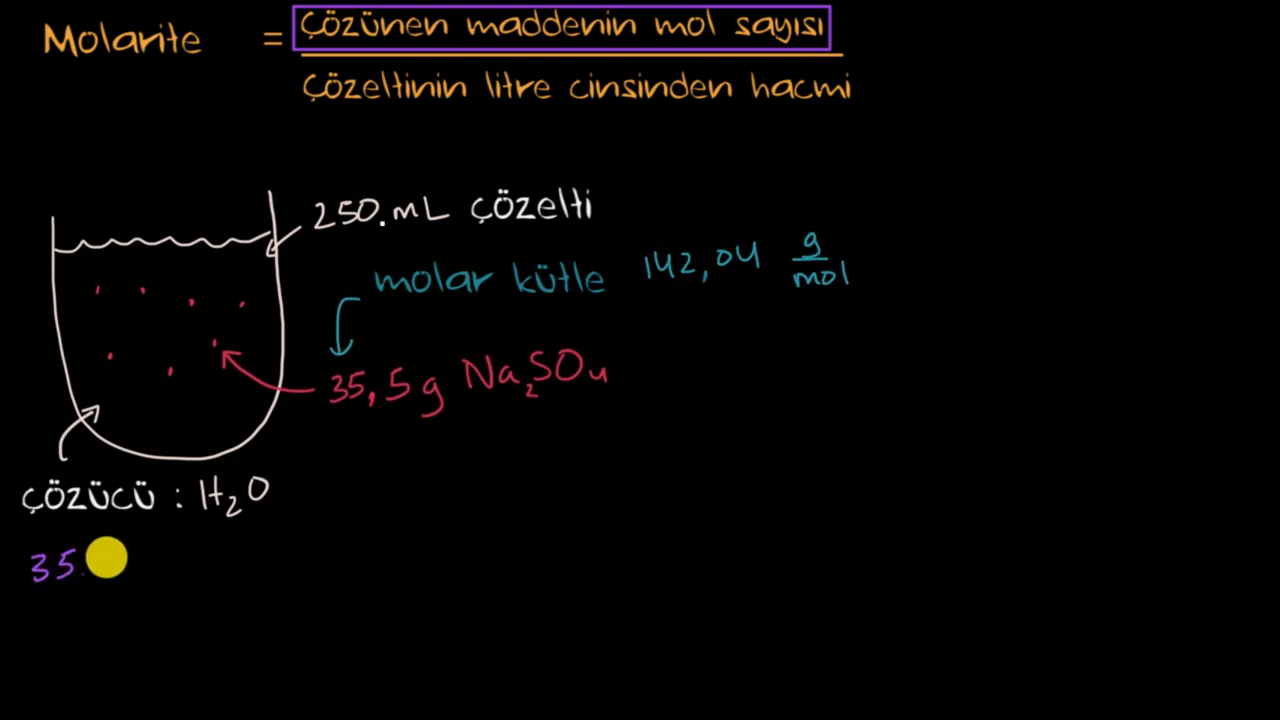 Molarite = çözünen maddenin mol sayısı
çözeltinin litre cinsinden hacmi
250.mL çözelti
molar kütle 142,04 g
mol
35,5g Na₂SO₄
çözücü : H₂O
35.